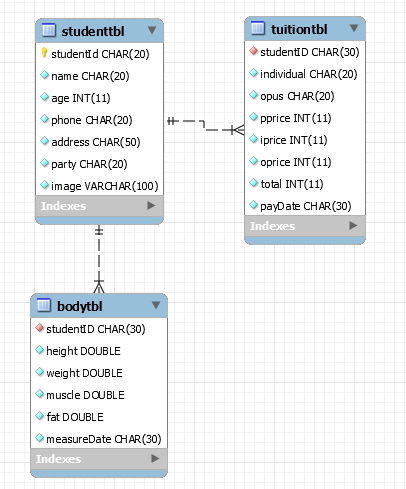 studenttbl
studentId CHAR(20)
name CHAR(20)
age INT(11)
phone CHAR(20)
address CHAR(50)
party CHAR(20)
image VARCHAR(100)
Indexes
tuitiontbl
studentID CHAR(30)
individual CHAR(20)
opus CHAR(20)
pprice INT(11)
iprice INT(11)
oprice INT(11)
total INT(11)
payDate CHAR(30)
Indexes
bodytbl
studentID CHAR(30)
height DOUBLE
weight DOUBLE
muscle DOUBLE
fat DOUBLE
measureDate CHAR(30)
Indexes